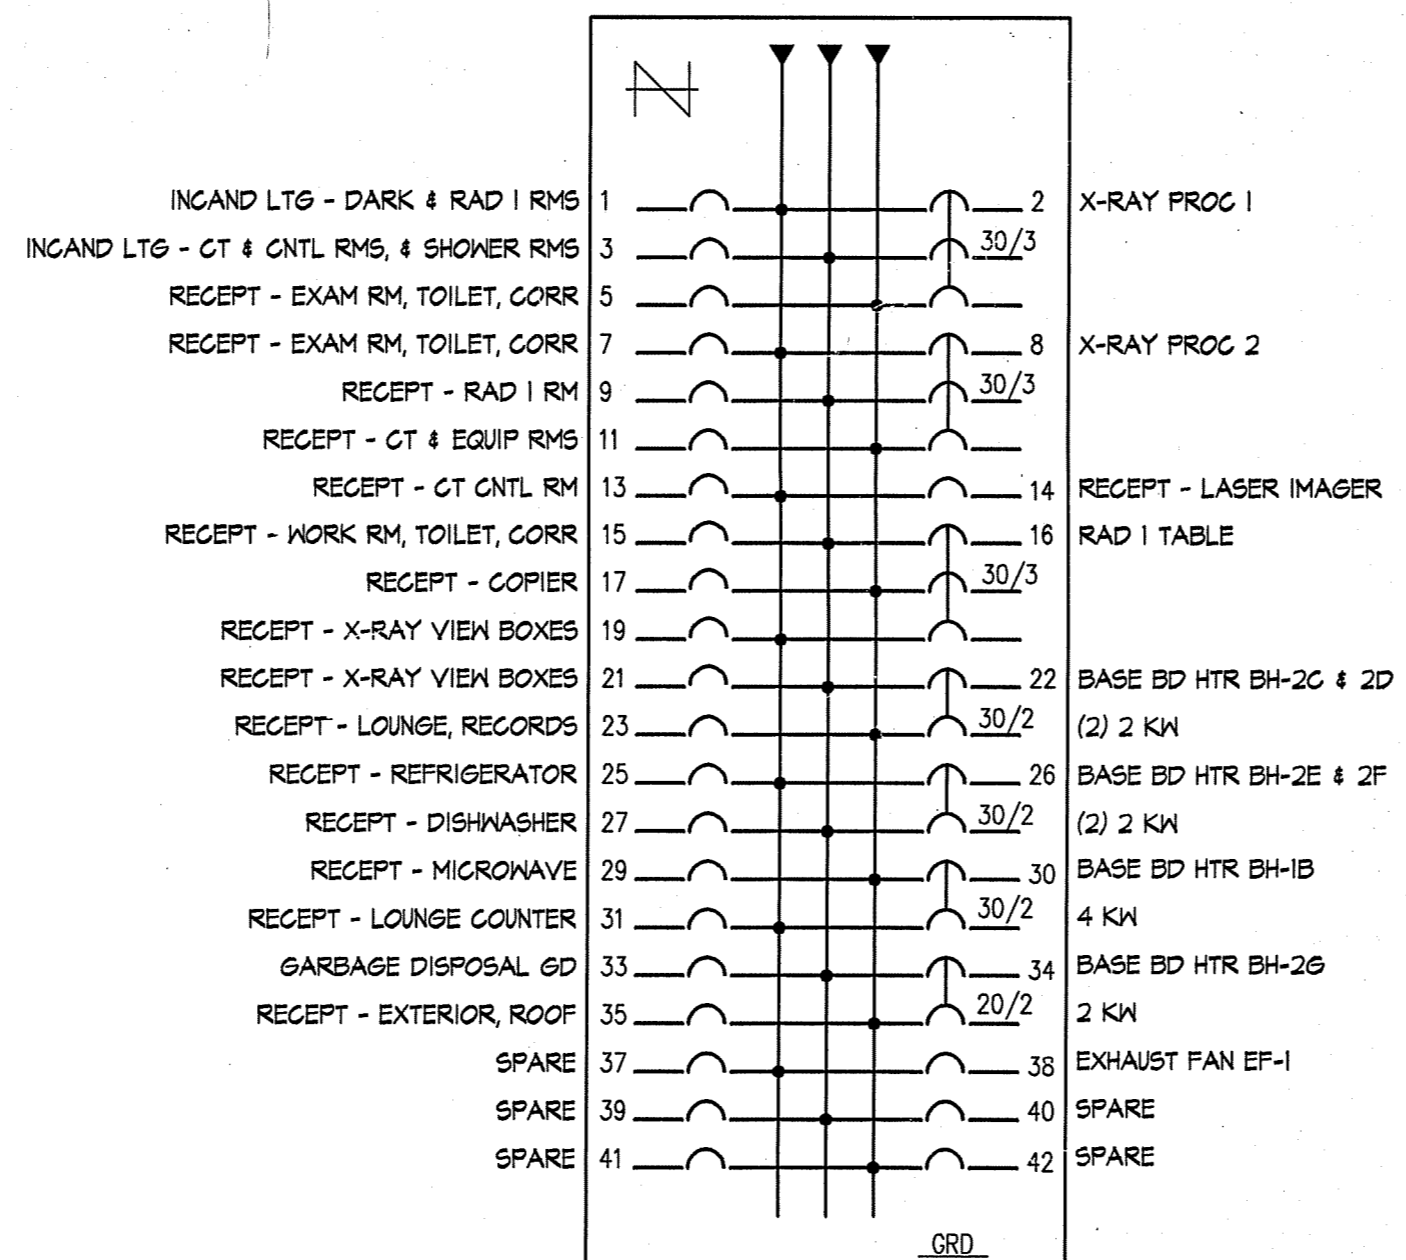 N
INCAND LTG - DARK & RAD 1 RMS 1 2 X-RAY PROC 1
INCAND LTG - CT & CNTL RMS, & SHOWER RMS 3 30/3
RECEPT - EXAM RM, TOILET, CORR 5
RECEPT - EXAM RM, TOILET, CORR 7 8 X-RAY PROC 2
RECEPT - RAD 1 RM 9 30/3
RECEPT - CT & EQUIP RMS 11
RECEPT - CT CNTL RM 13 14 RECEPT - LASER IMAGER
RECEPT - WORK RM, TOILET, CORR 15 16 RAD 1 TABLE
RECEPT - COPIER 17 30/3
RECEPT - X-RAY VIEW BOXES 19
RECEPT - X-RAY VIEW BOXES 21 22 BASE BD HTR BH-2C & 2D
RECEPT - LOUNGE, RECORDS 23 30/2 (2) 2 KW
RECEPT - REFRIGERATOR 25 26 BASE BD HTR BH-2E & 2F
RECEPT - DISHWASHER 27 30/2 (2) 2 KW
RECEPT - MICROWAVE 29 30 BASE BD HTR BH-1B
RECEPT - LOUNGE COUNTER 31 30/2 4 KW
GARBAGE DISPOSAL GD 33 34 BASE BD HTR BH-2G
RECEPT - EXTERIOR, ROOF 35 20/2 2 KW
SPARE 37 38 EXHAUST FAN EF-1
SPARE 39 40 SPARE
SPARE 41 42 SPARE
GRD